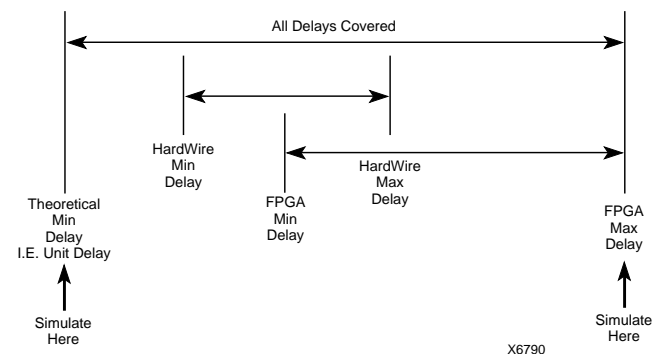 All Delays Covered
HardWire
Min
Delay
HardWire
Max
Delay
Theoretical
Min
Delay
I.E. Unit Delay
FPGA
Min
Delay
FPGA
Max
Delay
Simulate
Here
Simulate
Here
X6790